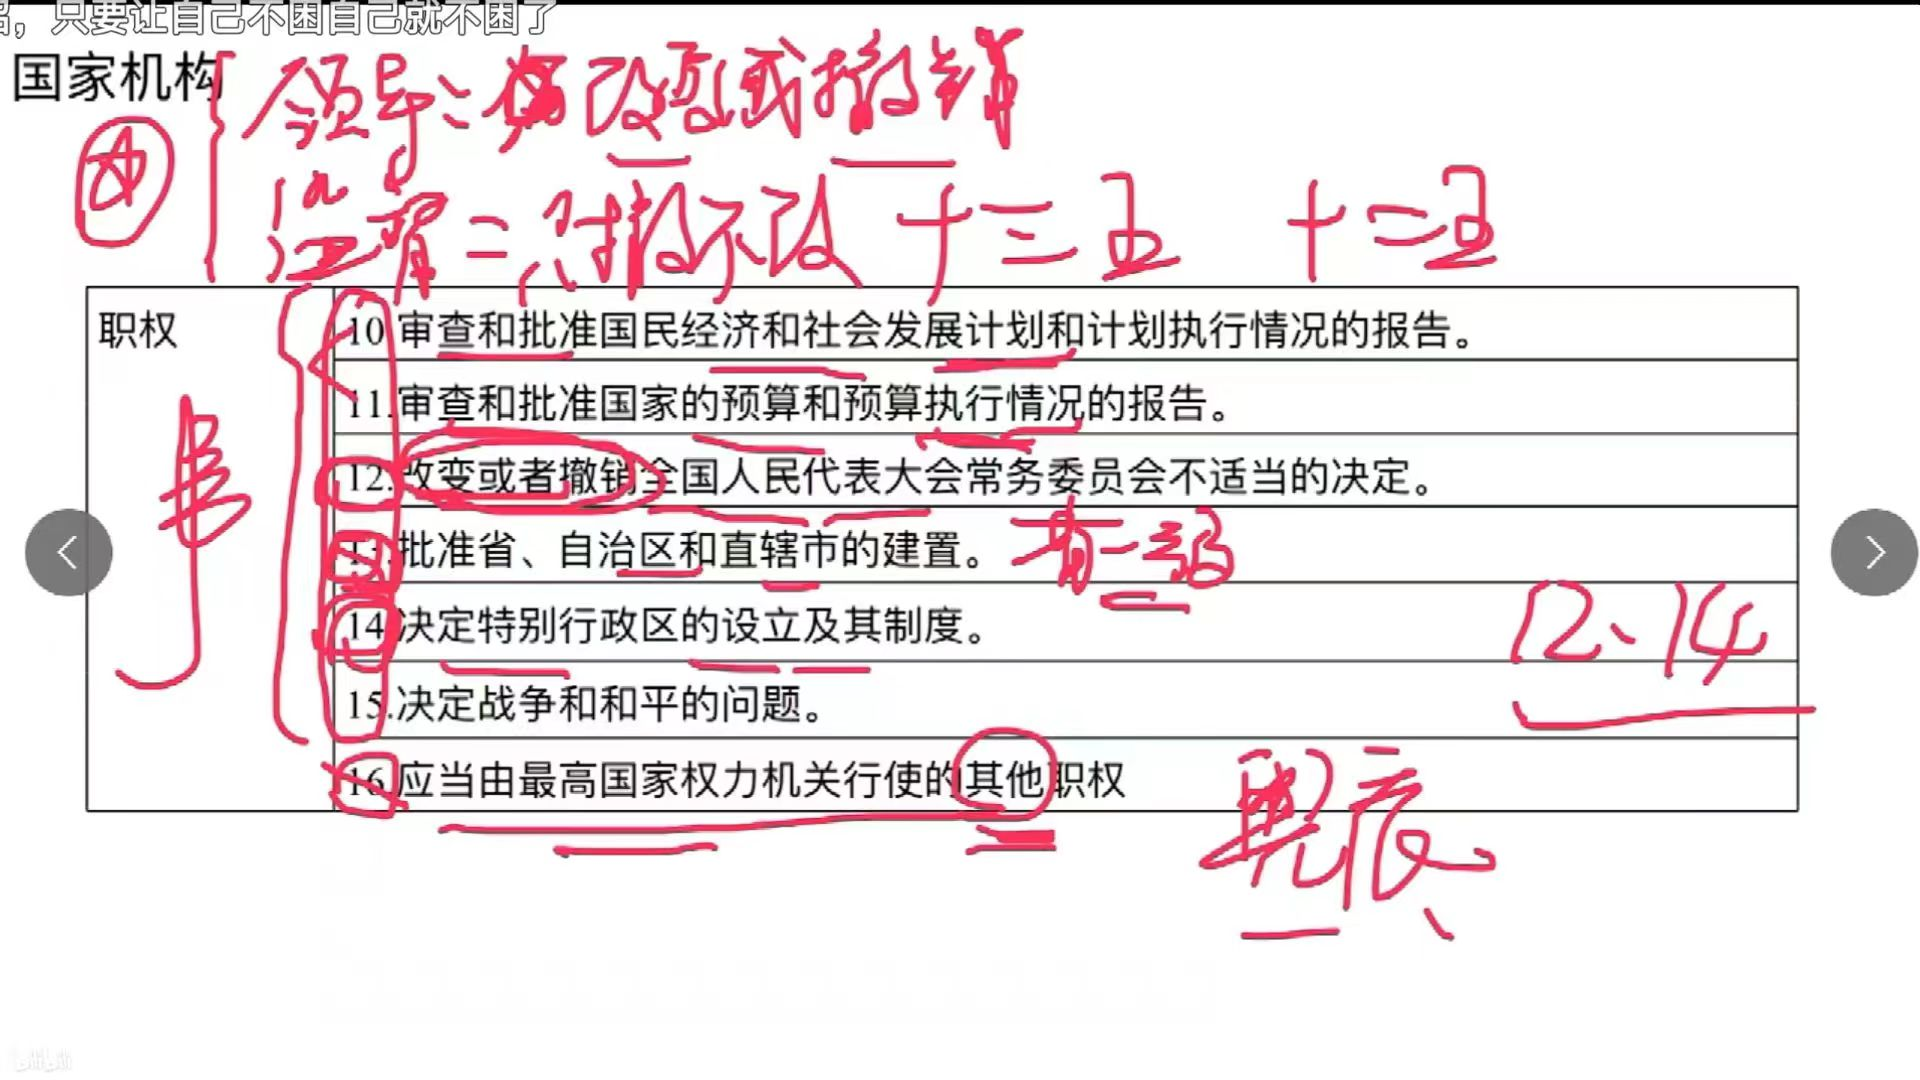 只要让自己不困自己就不困了
国家机构
领导：改变或撤销
监督：只撤不改 十三五 十二五
职权
10.审查和批准国民经济和社会发展计划和计划执行情况的报告。
11.审查和批准国家的预算和预算执行情况的报告。
12.改变或者撤销全国人民代表大会常务委员会不适当的决定。
13.批准省、自治区和直辖市的建置。 省一级
14.决定特别行政区的设立及其制度。
12、14
15.决定战争和和平的问题。
16.应当由最高国家权力机关行使的其他职权
事
兜底
bilibili